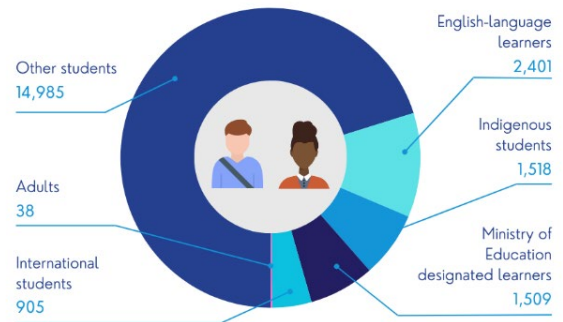 Other students
14,985
Adults
38
International
students
905
English-language
learners
2,401
Indigenous
students
1,518
Ministry of
Education
designated learners
1,509